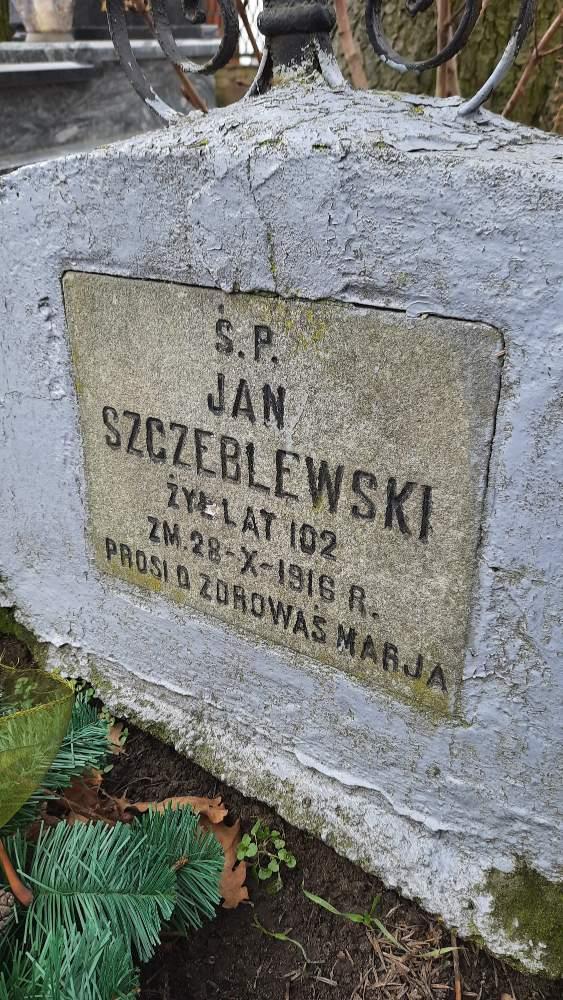 Ś.P.
JAN
SZCZEBLEWSKI
ŻYŁ LAT 102
ZM. 28-X-1916 R.
PROSI O ZDROWAŚ MARJA